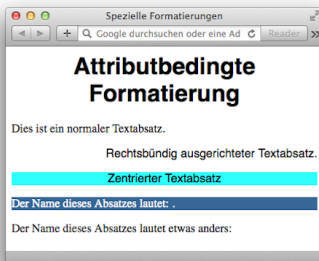 Spezielle Formatierungen
Google durchsuchen oder eine Ad
Reader
Attributbedingte
Formatierung
Dies ist ein normaler Textabsatz.
Rechtsbündig ausgerichteter Textabsatz.
Zentrierter Textabsatz
Der Name dieses Absatzes lautet: .
Der Name dieses Absatzes lautet etwas anders: